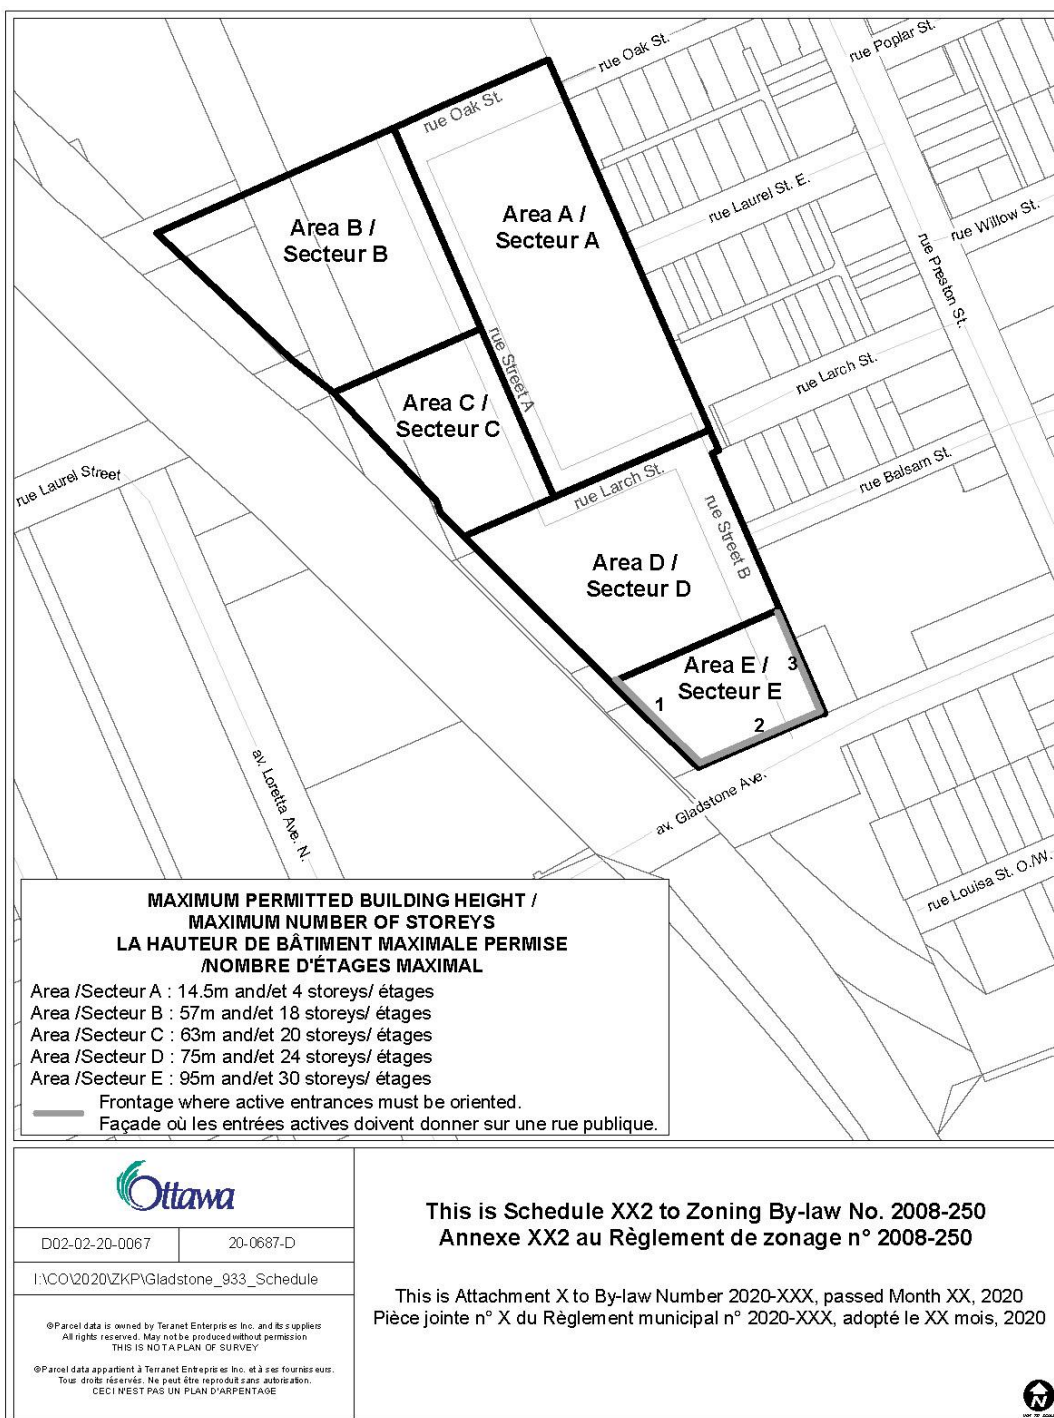 rue Oak St.
rue Poplar St.
rue Oak St.
Area B /
Secteur B
Area A /
Secteur A
rue Laurel St. E.
rue Willow St.
rue Preston St.
rue Street A
rue Larch St.
Area C /
Secteur C
rue Laurel Street
rue Larch St.
rue Balsam St.
rue Street B
Area D /
Secteur D
Area E /
Secteur E
1
2
3
av. Loretta Ave. N.
av. Gladstone Ave.
rue Louisa St. O./W.
MAXIMUM PERMITTED BUILDING HEIGHT /
MAXIMUM NUMBER OF STOREYS
LA HAUTEUR DE BÂTIMENT MAXIMALE PERMISE
/NOMBRE D'ÉTAGES MAXIMAL
Area /Secteur A : 14.5m and/et 4 storeys/ étages
Area /Secteur B : 57m and/et 18 storeys/ étages
Area /Secteur C : 63m and/et 20 storeys/ étages
Area /Secteur D : 75m and/et 24 storeys/ étages
Area /Secteur E : 95m and/et 30 storeys/ étages
Frontage where active entrances must be oriented.
Façade où les entrées actives doivent donner sur une rue publique.
Ottawa
D02-02-20-0067
20-0687-D
I:\CO\2020\ZKP\Gladstone_933_Schedule
©Parcel data is owned by Teranet Enterprises Inc. and its suppliers
All rights reserved. May not be produced without permission
THIS IS NOT A PLAN OF SURVEY
©Parcel data appartient à Terranet Entreprises Inc. et à ses fournisseurs.
Tous droits réservés. Ne peut être reproduit sans autorisation.
CECI N'EST PAS UN PLAN D'ARPENTAGE
This is Schedule XX2 to Zoning By-law No. 2008-250
Annexe XX2 au Règlement de zonage n° 2008-250
This is Attachment X to By-law Number 2020-XXX, passed Month XX, 2020
Pièce jointe n° X du Règlement municipal n° 2020-XXX, adopté le XX mois, 2020
N
NOT TO SCALE